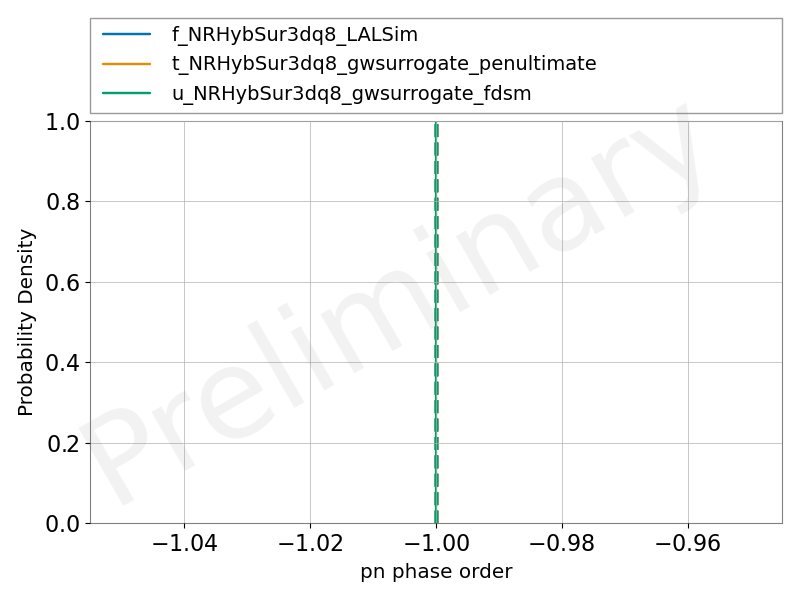 f_NRHybSur3dq8_LALSim
t_NRHybSur3dq8_gwsurrogate_penultimate
u_NRHybSur3dq8_gwsurrogate_fdsm
1.0
0.8
0.6
0.4
0.2
0.0
Probability Density
Preliminary
−1.04 −1.02 −1.00 −0.98 −0.96
pn phase order